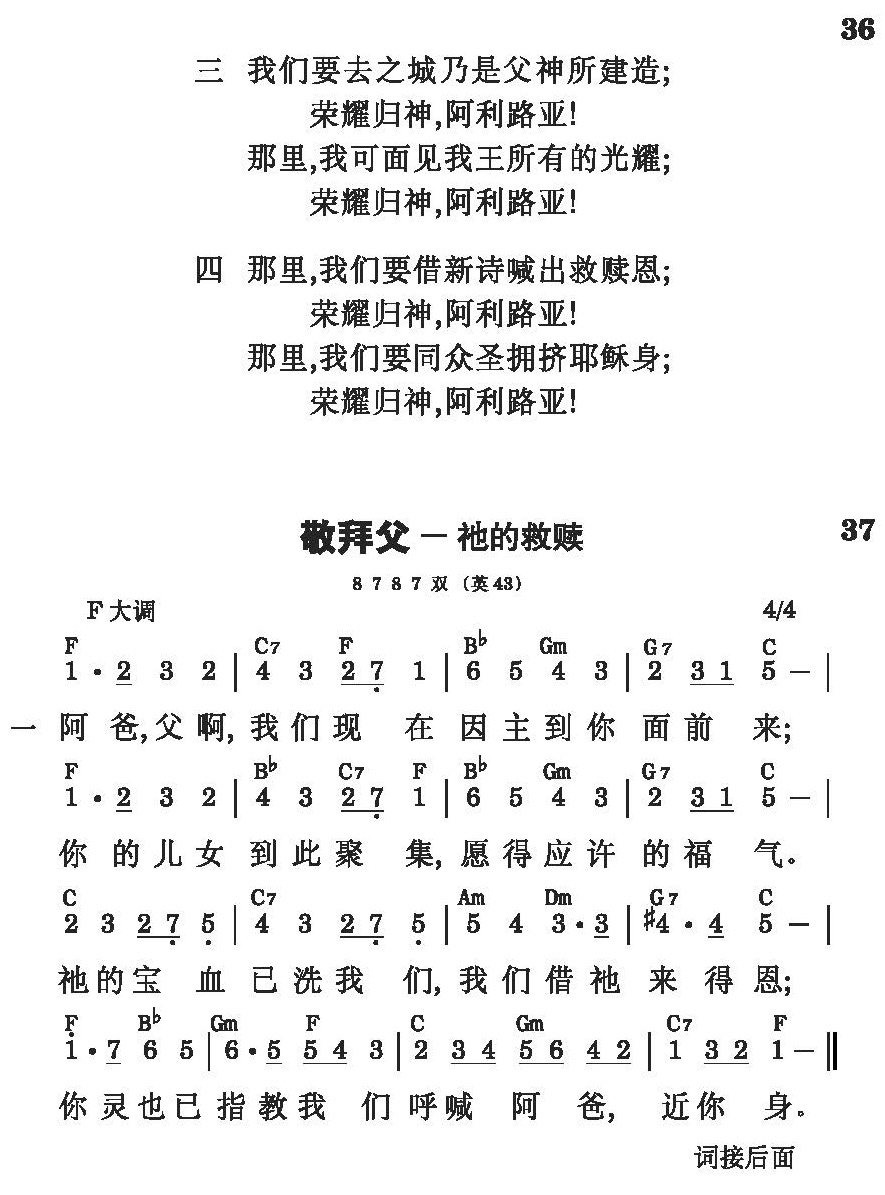 36
三 我们要去之城乃是父神所建造;
荣耀归神,阿利路亚!
那里,我可面见我王所有的光耀;
荣耀归神,阿利路亚!
四 那里,我们要借新诗喊出救赎恩;
荣耀归神,阿利路亚!
那里,我们要同众圣拥挤耶稣身;
荣耀归神,阿利路亚!
敬拜父 — 祂的救赎 37
8 7 8 7 双 (英43)
F大调 4/4
F C7 F B♭ Gm G7 C
1 · 2 3 2 | 4 3 2 7 1 | 6 5 4 3 | 2 3 1 5 — |
一 阿爸,父啊,我们现在因主到你面前来;
F B♭ C7 F B♭ Gm G7 C
1 · 2 3 2 | 4 3 2 7 1 | 6 5 4 3 | 2 3 1 5 — |
你的儿女到此聚集,愿得应许的福气。
C C7 Am Dm G7 C
2 3 2 7 5 | 4 3 2 7 5 | 5 4 3 · 3 | ♯4 · 4 5 — |
祂的宝血已洗我们,我们借祂来得恩;
F B♭ Gm F C Gm C7 F
1 · 7 6 5 | 6 · 5 5 4 3 | 2 3 4 5 6 4 2 | 1 3 2 1 — ‖
你灵也已指教我们呼喊阿爸,近你身。
词接后面